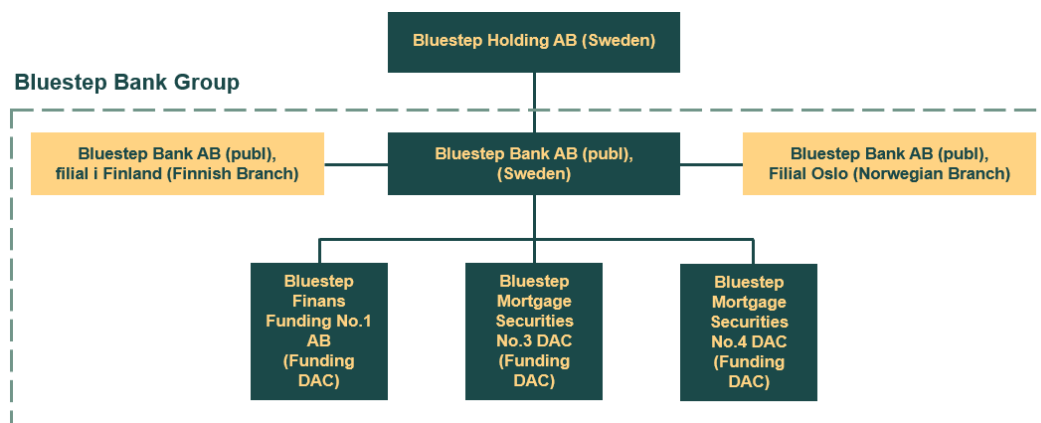 Bluestep Holding AB (Sweden)
Bluestep Bank Group
Bluestep Bank AB (publ),
filial i Finland (Finnish Branch)
Bluestep Bank AB (publ),
(Sweden)
Bluestep Bank AB (publ),
Filial Oslo (Norwegian Branch)
Bluestep
Finans
Funding No.1
AB
(Funding
DAC)
Bluestep
Mortgage
Securities
No.3 DAC
(Funding
DAC)
Bluestep
Mortgage
Securities
No.4 DAC
(Funding
DAC)